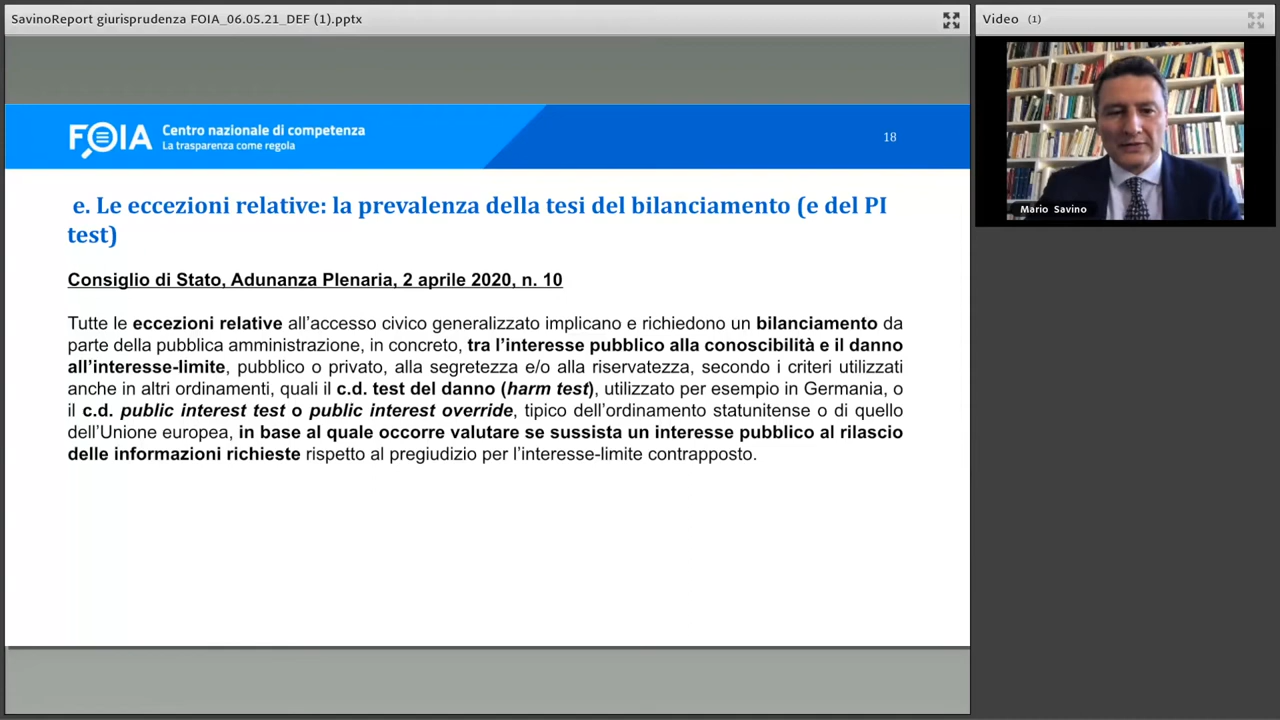 SavinoReport giurisprudenza FOIA_06.05.21_DEF (1).pptx
Video (1)
FOIA
Centro nazionale di competenza
La trasparenza come regola
18
Mario Savino
e. Le eccezioni relative: la prevalenza della tesi del bilanciamento (e del PI
test)
Consiglio di Stato, Adunanza Plenaria, 2 aprile 2020, n. 10
Tutte le eccezioni relative all’accesso civico generalizzato implicano e richiedono un bilanciamento da
parte della pubblica amministrazione, in concreto, tra l’interesse pubblico alla conoscibilità e il danno
all’interesse-limite, pubblico o privato, alla segretezza e/o alla riservatezza, secondo i criteri utilizzati
anche in altri ordinamenti, quali il c.d. test del danno (harm test), utilizzato per esempio in Germania, o
il c.d. public interest test o public interest override, tipico dell’ordinamento statunitense o di quello
dell’Unione europea, in base al quale occorre valutare se sussista un interesse pubblico al rilascio
delle informazioni richieste rispetto al pregiudizio per l’interesse-limite contrapposto.